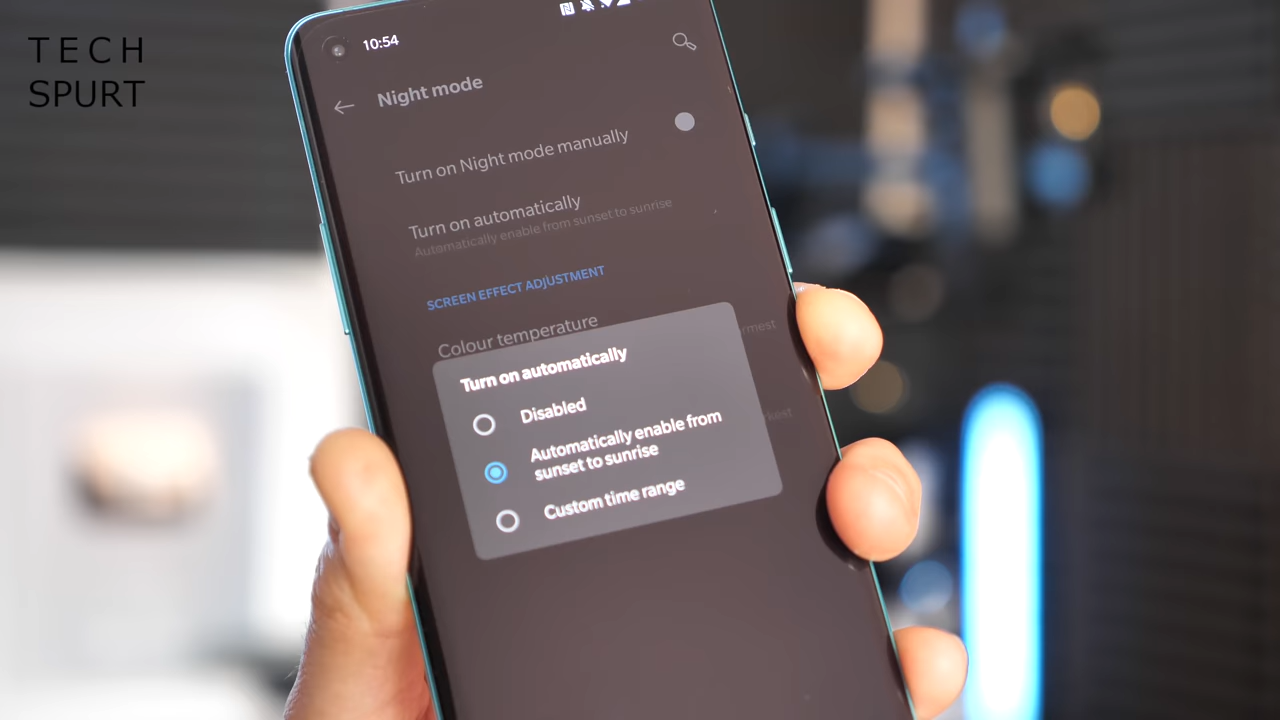 TECH
SPURT
10:54
Night mode
Turn on Night mode manually
Turn on automatically
Automatically enable from sunset to sunrise
SCREEN EFFECT ADJUSTMENT
Colour temperature
Turn on automatically
Disabled
Automatically enable from
sunset to sunrise
Custom time range